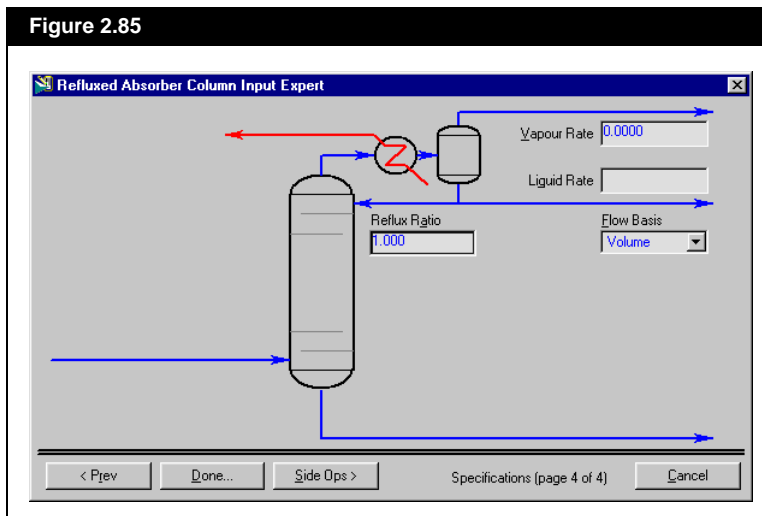 Figure 2.85
Refluxed Absorber Column Input Expert
Vapour Rate 0.0000
Liquid Rate
Reflux Ratio
1.000
Flow Basis
Volume
< Prev
Done...
Side Ops >
Specifications (page 4 of 4)
Cancel